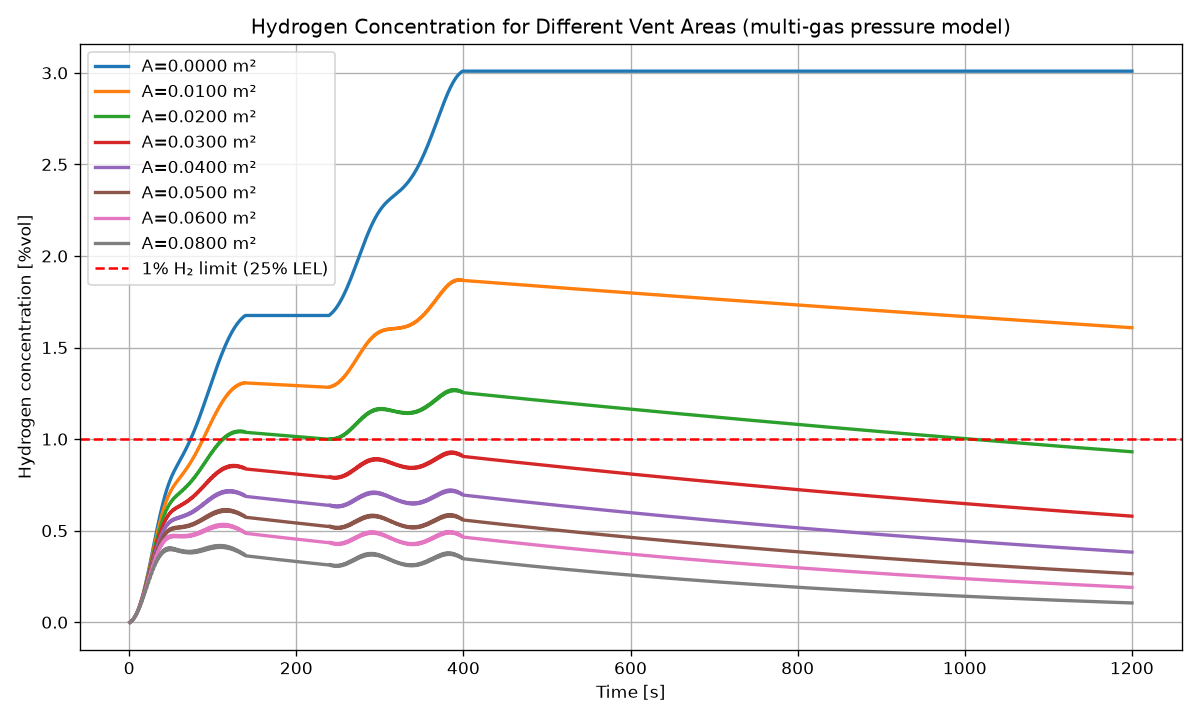 Hydrogen Concentration for Different Vent Areas (multi-gas pressure model)
Hydrogen concentration [%vol]
3.0
2.5
2.0
1.5
1.0
0.5
0.0
A=0.0000 m²
A=0.0100 m²
A=0.0200 m²
A=0.0300 m²
A=0.0400 m²
A=0.0500 m²
A=0.0600 m²
A=0.0800 m²
1% H₂ limit (25% LEL)
0 200 400 600 800 1000 1200
Time [s]